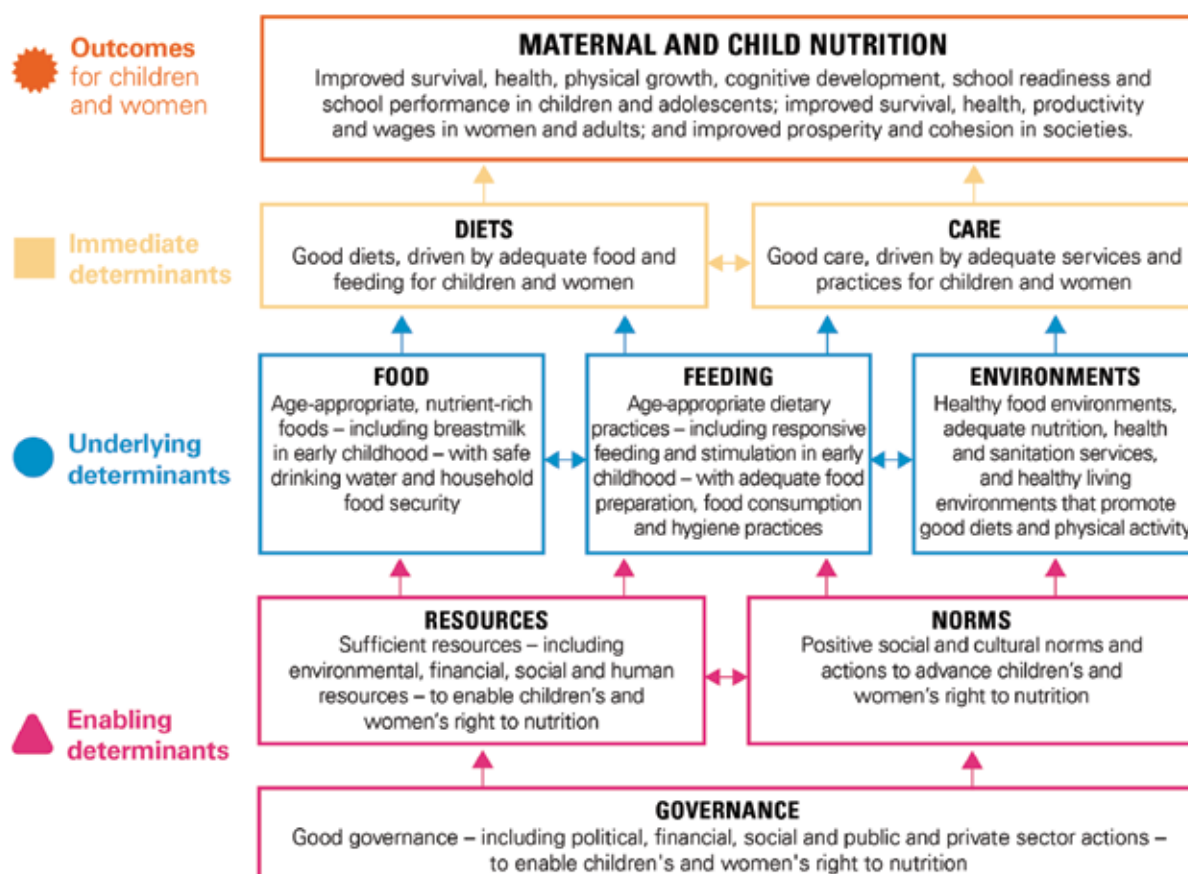 Outcomes
for children
and women
MATERNAL AND CHILD NUTRITION
Improved survival, health, physical growth, cognitive development, school readiness and
school performance in children and adolescents; improved survival, health, productivity
and wages in women and adults; and improved prosperity and cohesion in societies.
Immediate
determinants
DIETS
Good diets, driven by adequate food and
feeding for children and women
CARE
Good care, driven by adequate services and
practices for children and women
Underlying
determinants
FOOD
Age-appropriate, nutrient-rich
foods – including breastmilk
in early childhood – with safe
drinking water and household
food security
FEEDING
Age-appropriate dietary
practices – including responsive
feeding and stimulation in early
childhood – with adequate food
preparation, food consumption
and hygiene practices
ENVIRONMENTS
Healthy food environments,
adequate nutrition, health
and sanitation services,
and healthy living
environments that promote
good diets and physical activity
Enabling
determinants
RESOURCES
Sufficient resources – including
environmental, financial, social and human
resources – to enable children's and
women's right to nutrition
NORMS
Positive social and cultural norms and
actions to advance children's and
women's right to nutrition
GOVERNANCE
Good governance – including political, financial, social and public and private sector actions –
to enable children's and women's right to nutrition